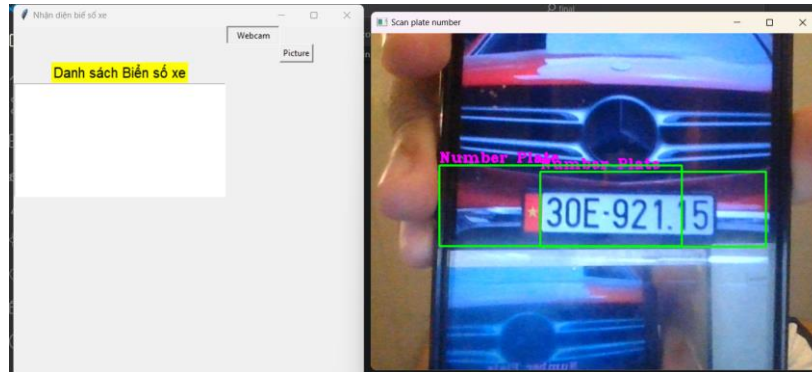 Nhận diện biể số xe
Webcam
Picture
Danh sách Biển số xe
final
Scan plate number
Number Plate
Number Plate
30E-921.15